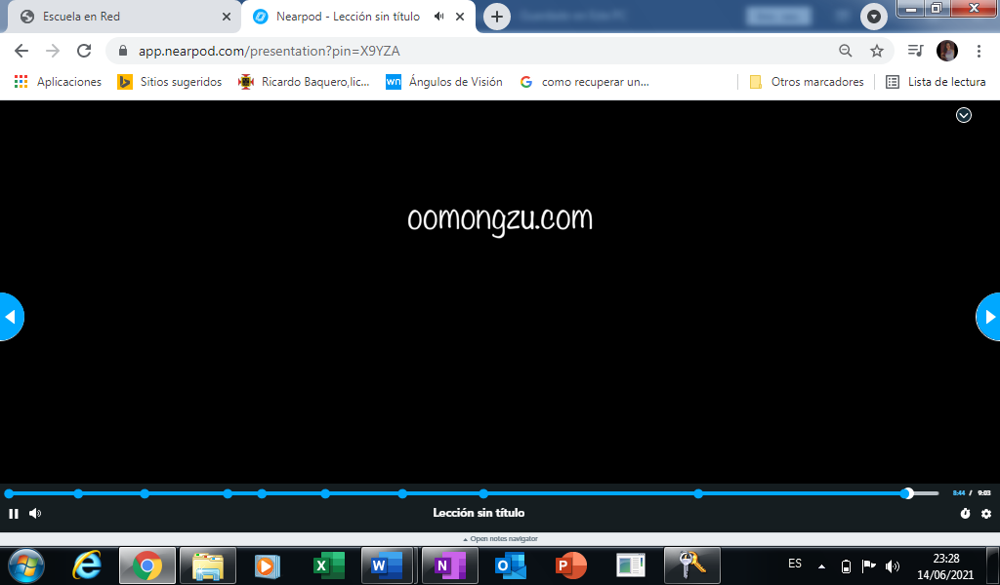 Escuela en Red
Nearpod - Lección sin título
app.nearpod.com/presentation?pin=X9YZA
Aplicaciones
Sitios sugeridos
Ricardo Baquero,lic...
wn
Ángulos de Visión
G
como recuperar un...
Otros marcadores
Lista de lectura
oomongzu.com
8:44 / 9:03
Lección sin título
Open notes navigator
X
W
N
O
P
ES
23:28
14/06/2021